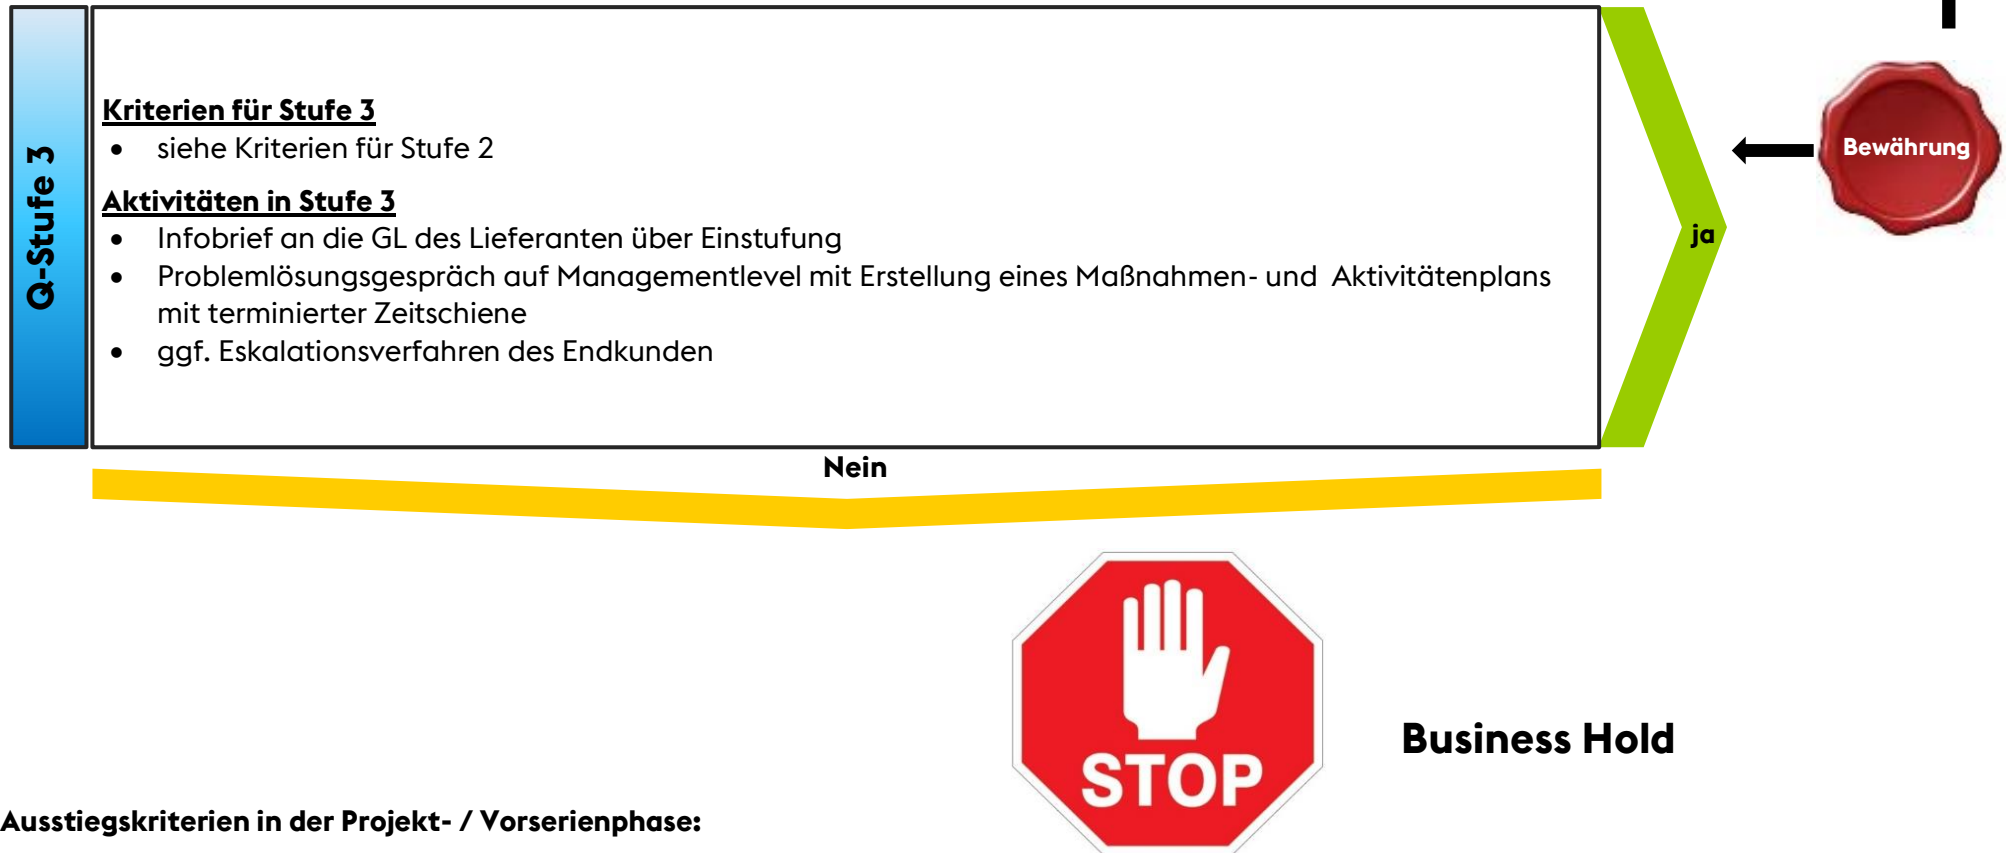 Q-Stufe 3
Kriterien für Stufe 3
• siehe Kriterien für Stufe 2
Aktivitäten in Stufe 3
• Infobrief an die GL des Lieferanten über Einstufung
• Problemlösungsgespräch auf Managementlevel mit Erstellung eines Maßnahmen- und Aktivitätenplans
mit terminierter Zeitschiene
• ggf. Eskalationsverfahren des Endkunden
ja
Bewährung
Nein
STOP
Business Hold
Ausstiegskriterien in der Projekt- / Vorserienphase: